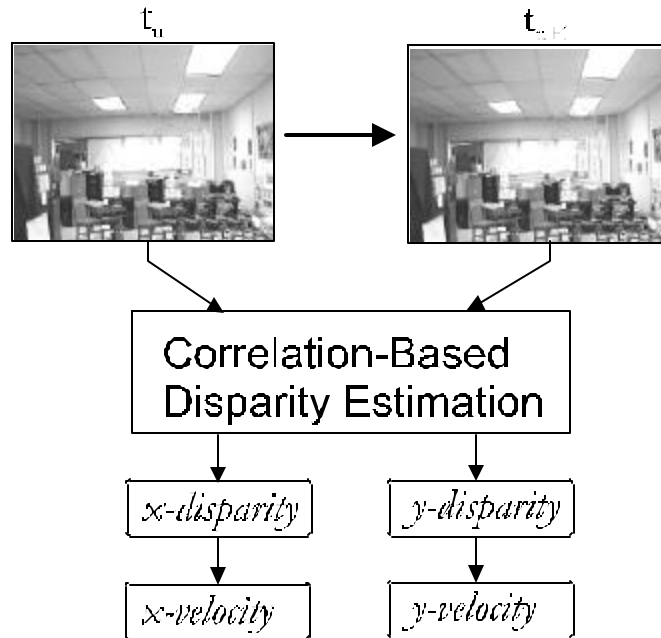 t
Correlation-Based
Disparity Estimation
x-disparity
y-disparity
x-velocity
y-velocity